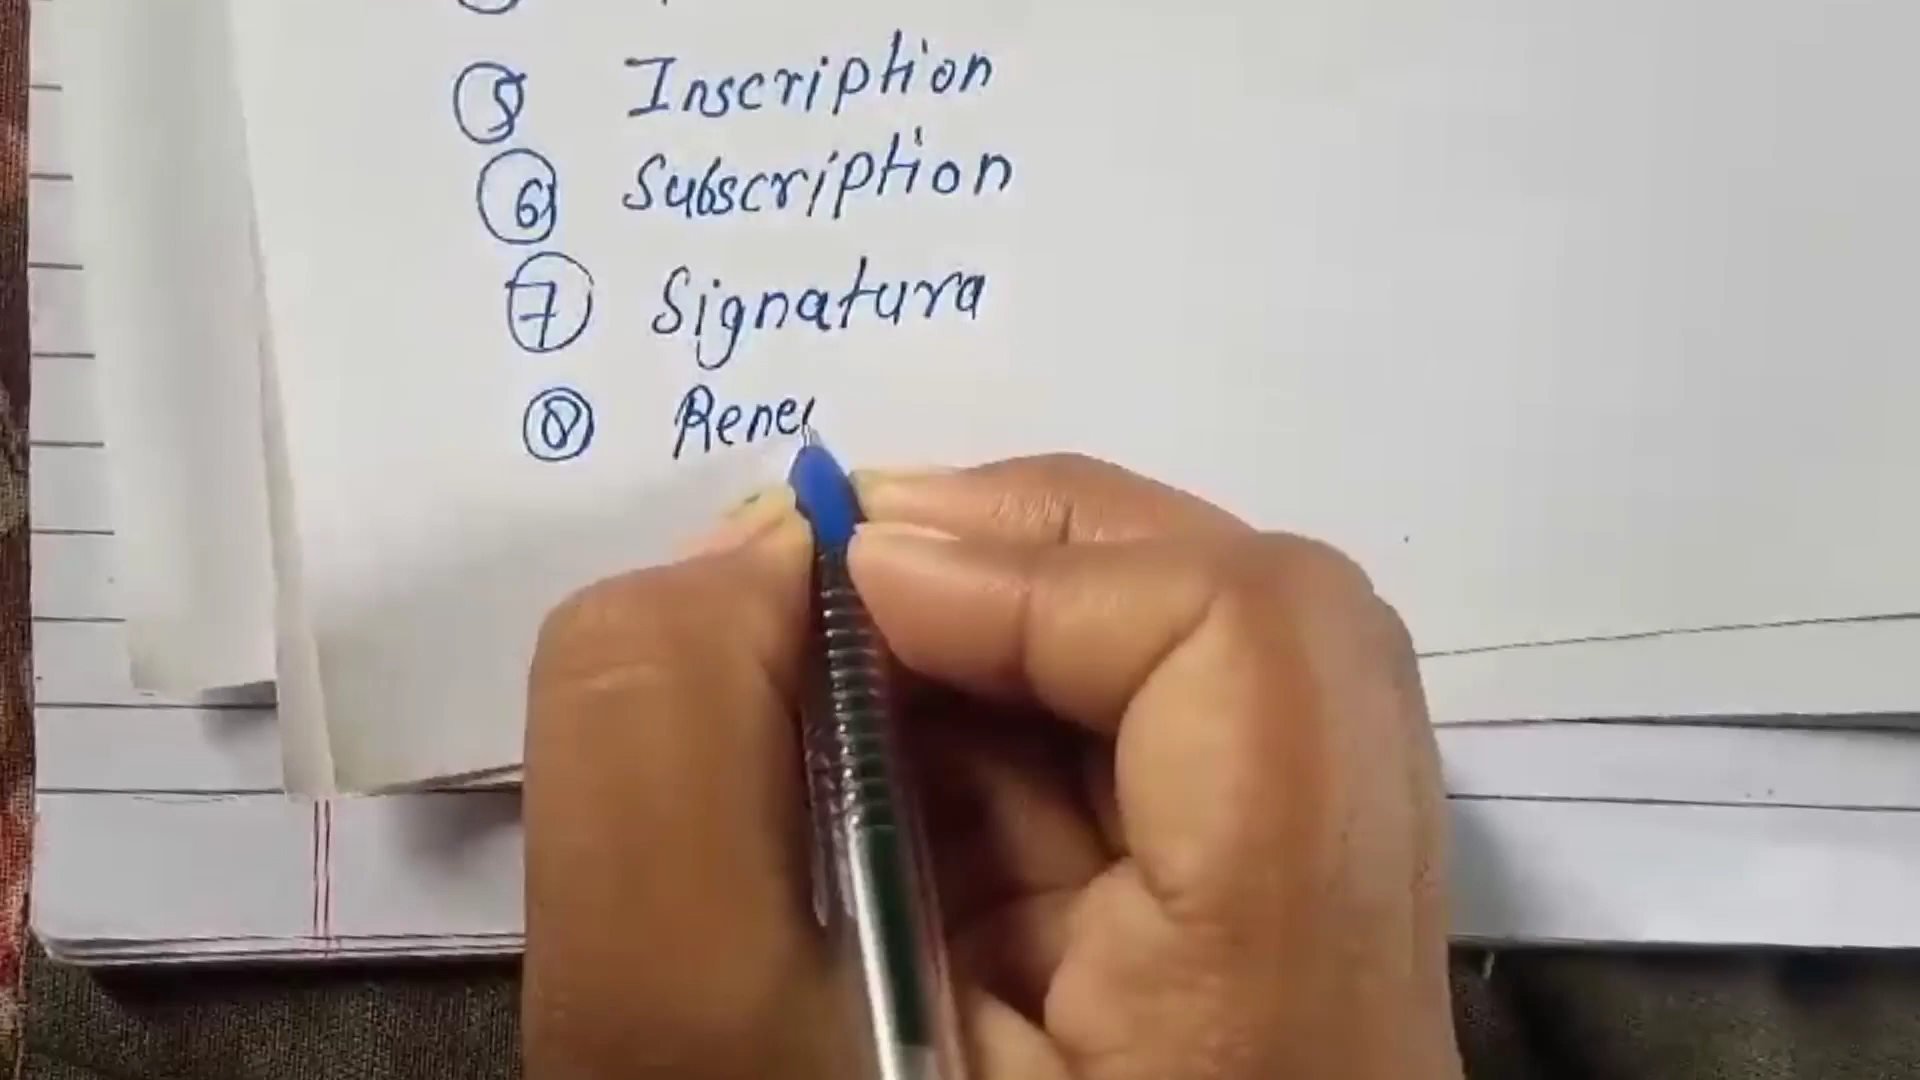 5 Inscription
6 Subscription
7 Signatura
8 Rene